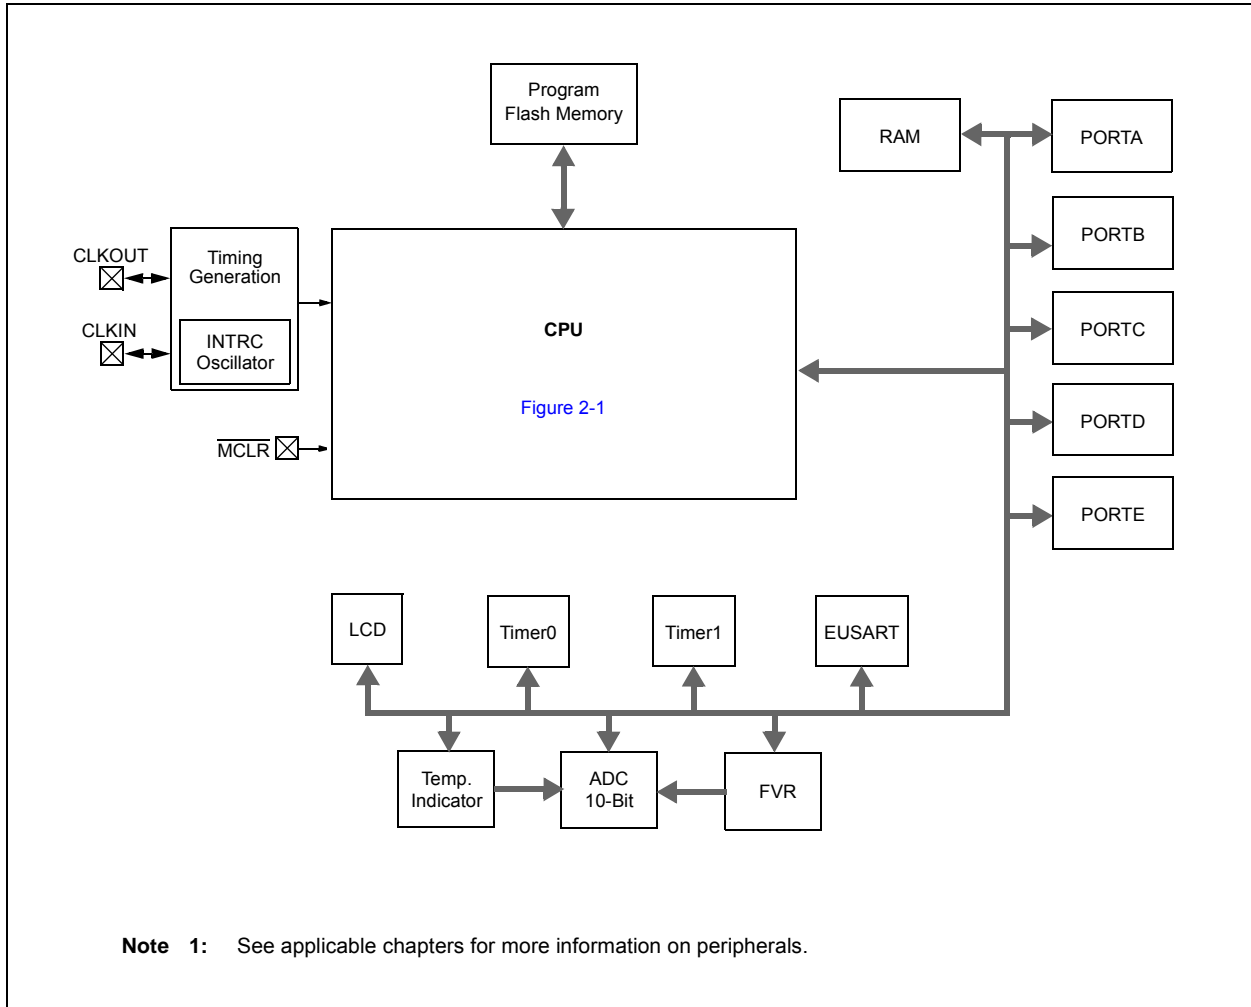 Program
Flash Memory
RAM
PORTA
PORTB
CLKOUT
Timing
Generation
CLKIN
INTRC
Oscillator
CPU
PORTC
Figure 2-1
PORTD
MCLR
PORTE
LCD
Timer0
Timer1
EUSART
Temp.
Indicator
ADC
10-Bit
FVR
Note 1: See applicable chapters for more information on peripherals.